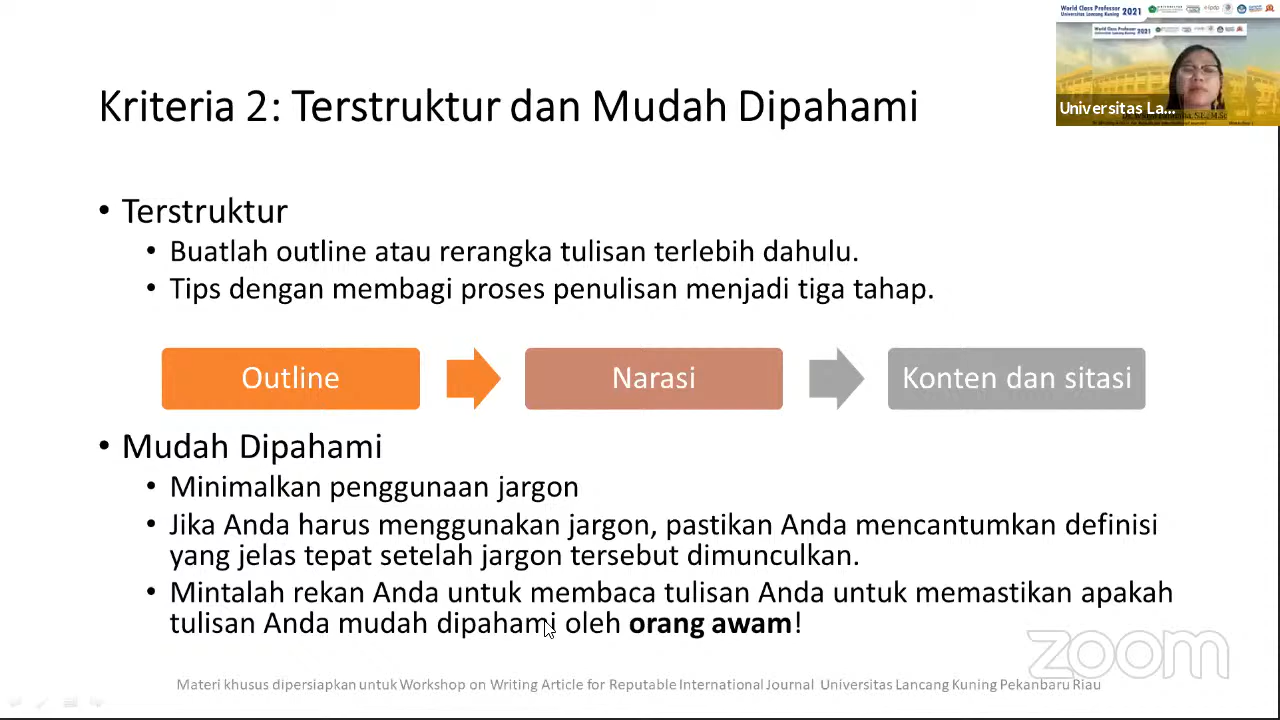 World Class Professor 2021
Universitas Lancang Kuning
World Class Professor 2021
Universitas La...
Kriteria 2: Terstruktur dan Mudah Dipahami
• Terstruktur
• Buatlah outline atau rerangka tulisan terlebih dahulu.
• Tips dengan membagi proses penulisan menjadi tiga tahap.
Outline
Narasi
Konten dan sitasi
• Mudah Dipahami
• Minimalkan penggunaan jargon
• Jika Anda harus menggunakan jargon, pastikan Anda mencantumkan definisi
yang jelas tepat setelah jargon tersebut dimunculkan.
• Mintalah rekan Anda untuk membaca tulisan Anda untuk memastikan apakah
tulisan Anda mudah dipahami oleh orang awam!
zoom
Materi khusus dipersiapkan untuk Workshop on Writing Article for Reputable International Journal Universitas Lancang Kuning Pekanbaru Riau